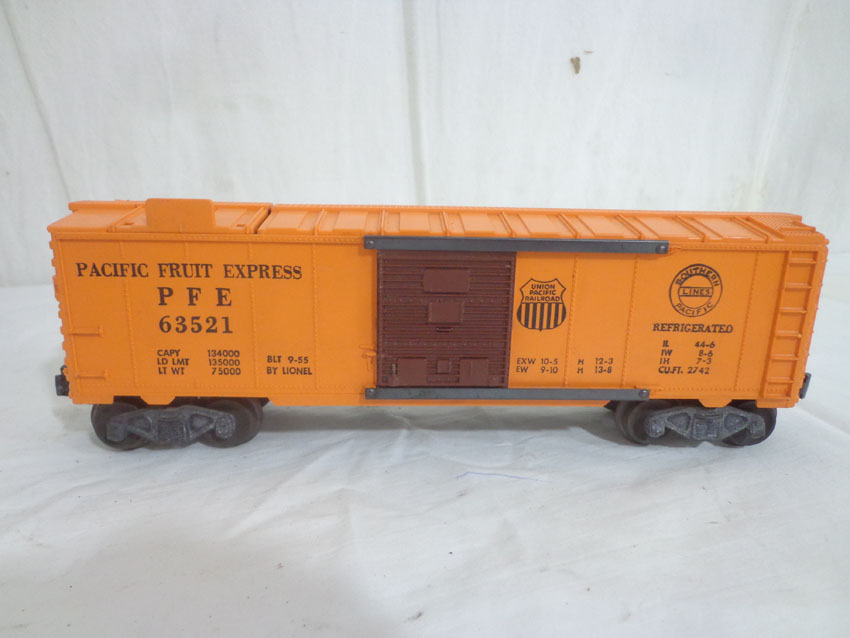 PACIFIC FRUIT EXPRESS
PFE
63521
CAPY 134000
LD LMT 135000
LT WT 75000
BLT 9-55
BY LIONEL
UNION
PACIFIC
RAILROAD
EXW 10-5 H 12-3
EW 9-10 H 13-8
SOUTHERN
LINES
PACIFIC
REFRIGERATED
IL 44-6
IW 8-6
IH 7-3
CU.FT. 2742